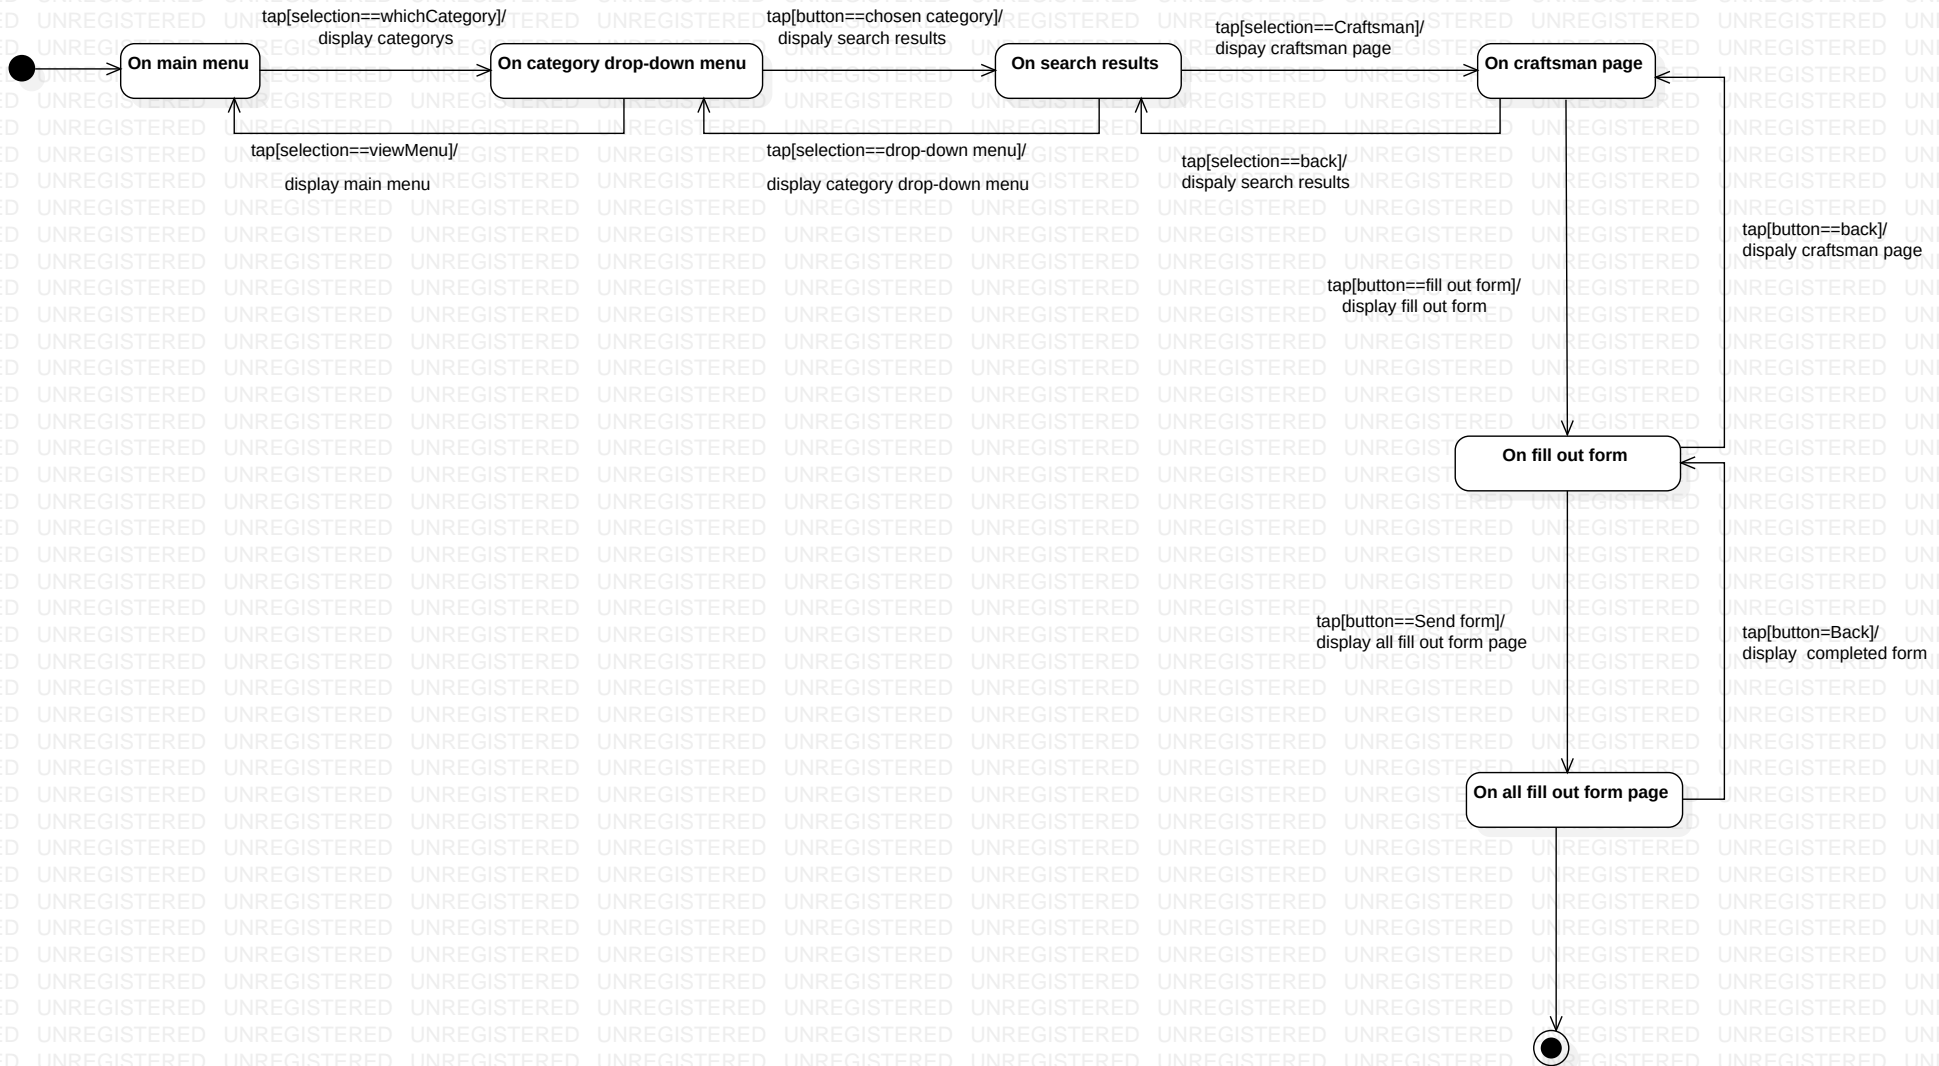 tap[selection==whichCategory]/
display categorys
tap[button==chosen category]/
dispaly search results
tap[selection==Craftsman]/
dispay craftsman page
On main menu
On category drop-down menu
On search results
On craftsman page
tap[selection==viewMenu]/
display main menu
tap[selection==drop-down menu]/
display category drop-down menu
tap[selection==back]/
dispaly search results
tap[button==back]/
dispaly craftsman page
tap[button==fill out form]/
display fill out form
On fill out form
tap[button==Send form]/
display all fill out form page
tap[button=Back]/
display  completed form
On all fill out form page
UNREGISTERED